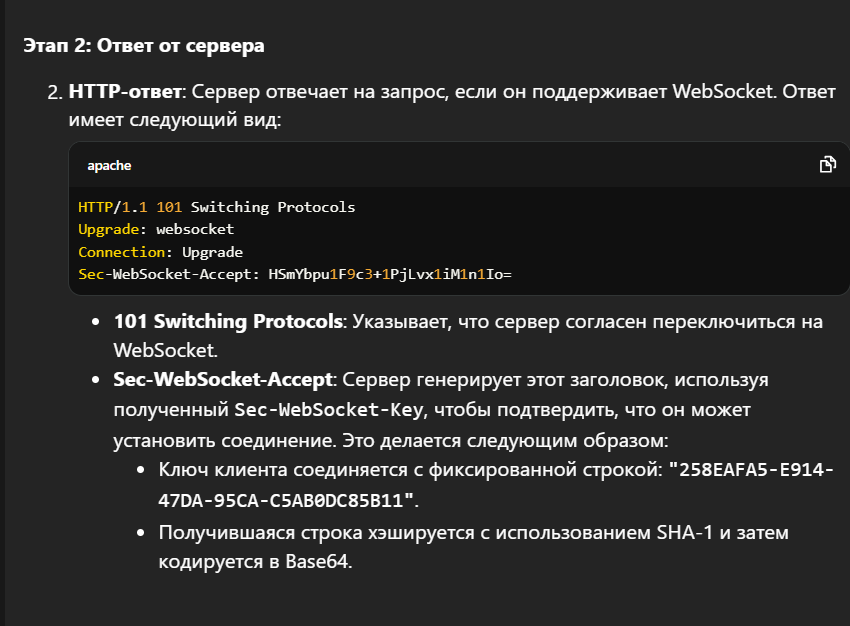 Этап 2: Ответ от сервера
2. HTTP-ответ: Сервер отвечает на запрос, если он поддерживает WebSocket. Ответ
имеет следующий вид:
apache
HTTP/1.1 101 Switching Protocols
Upgrade: websocket
Connection: Upgrade
Sec-WebSocket-Accept: HSmYbpu1F9c3+1PjLvx1iM1n1Io=
• 101 Switching Protocols: Указывает, что сервер согласен переключиться на
WebSocket.
• Sec-WebSocket-Accept: Сервер генерирует этот заголовок, используя
полученный Sec-WebSocket-Key, чтобы подтвердить, что он может
установить соединение. Это делается следующим образом:
• Ключ клиента соединяется с фиксированной строкой: "258EAFA5-E914-
47DA-95CA-C5AB0DC85B11".
• Получившаяся строка хэшируется с использованием SHA-1 и затем
кодируется в Base64.